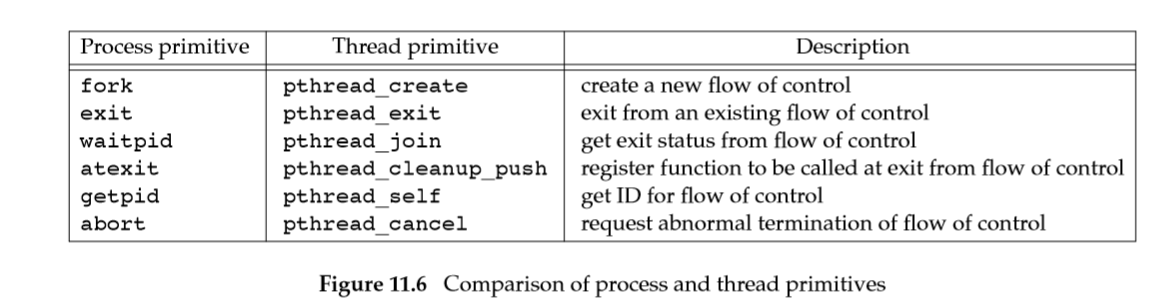 Process primitive Thread primitive Description
fork pthread_create create a new flow of control
exit pthread_exit exit from an existing flow of control
waitpid pthread_join get exit status from flow of control
atexit pthread_cleanup_push register function to be called at exit from flow of control
getpid pthread_self get ID for flow of control
abort pthread_cancel request abnormal termination of flow of control
Figure 11.6 Comparison of process and thread primitives